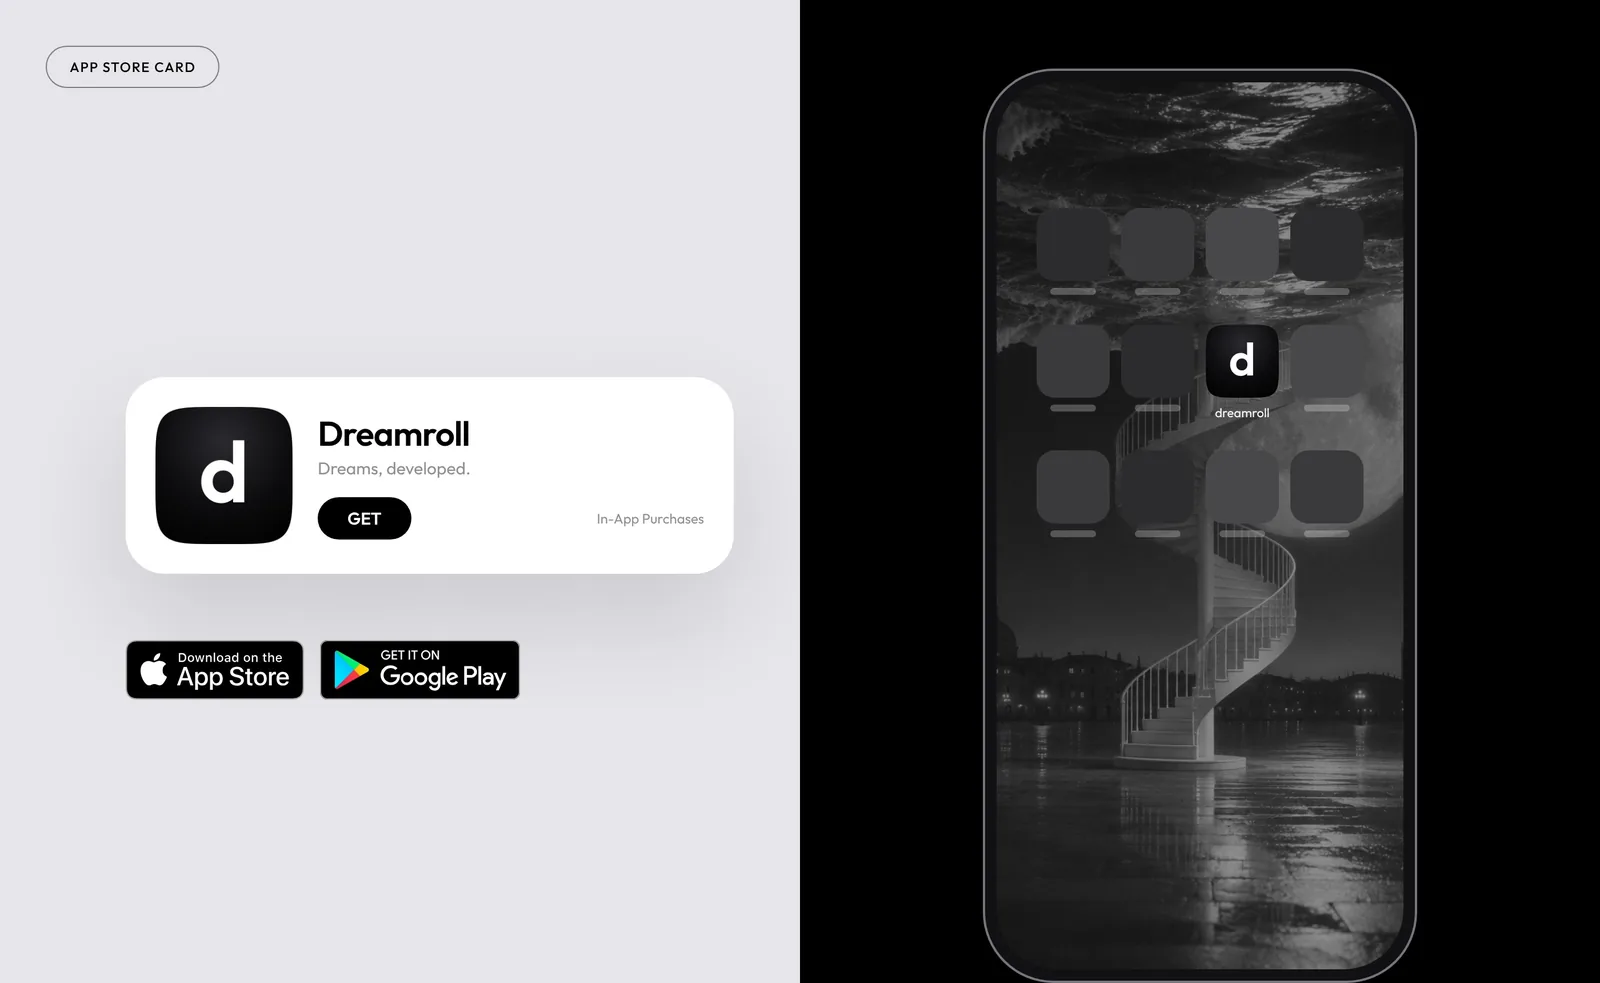 APP STORE CARD
d
Dreamroll
Dreams, developed.
GET
In-App Purchases
Download on the
App Store
GET IT ON
Google Play
d
dreamroll